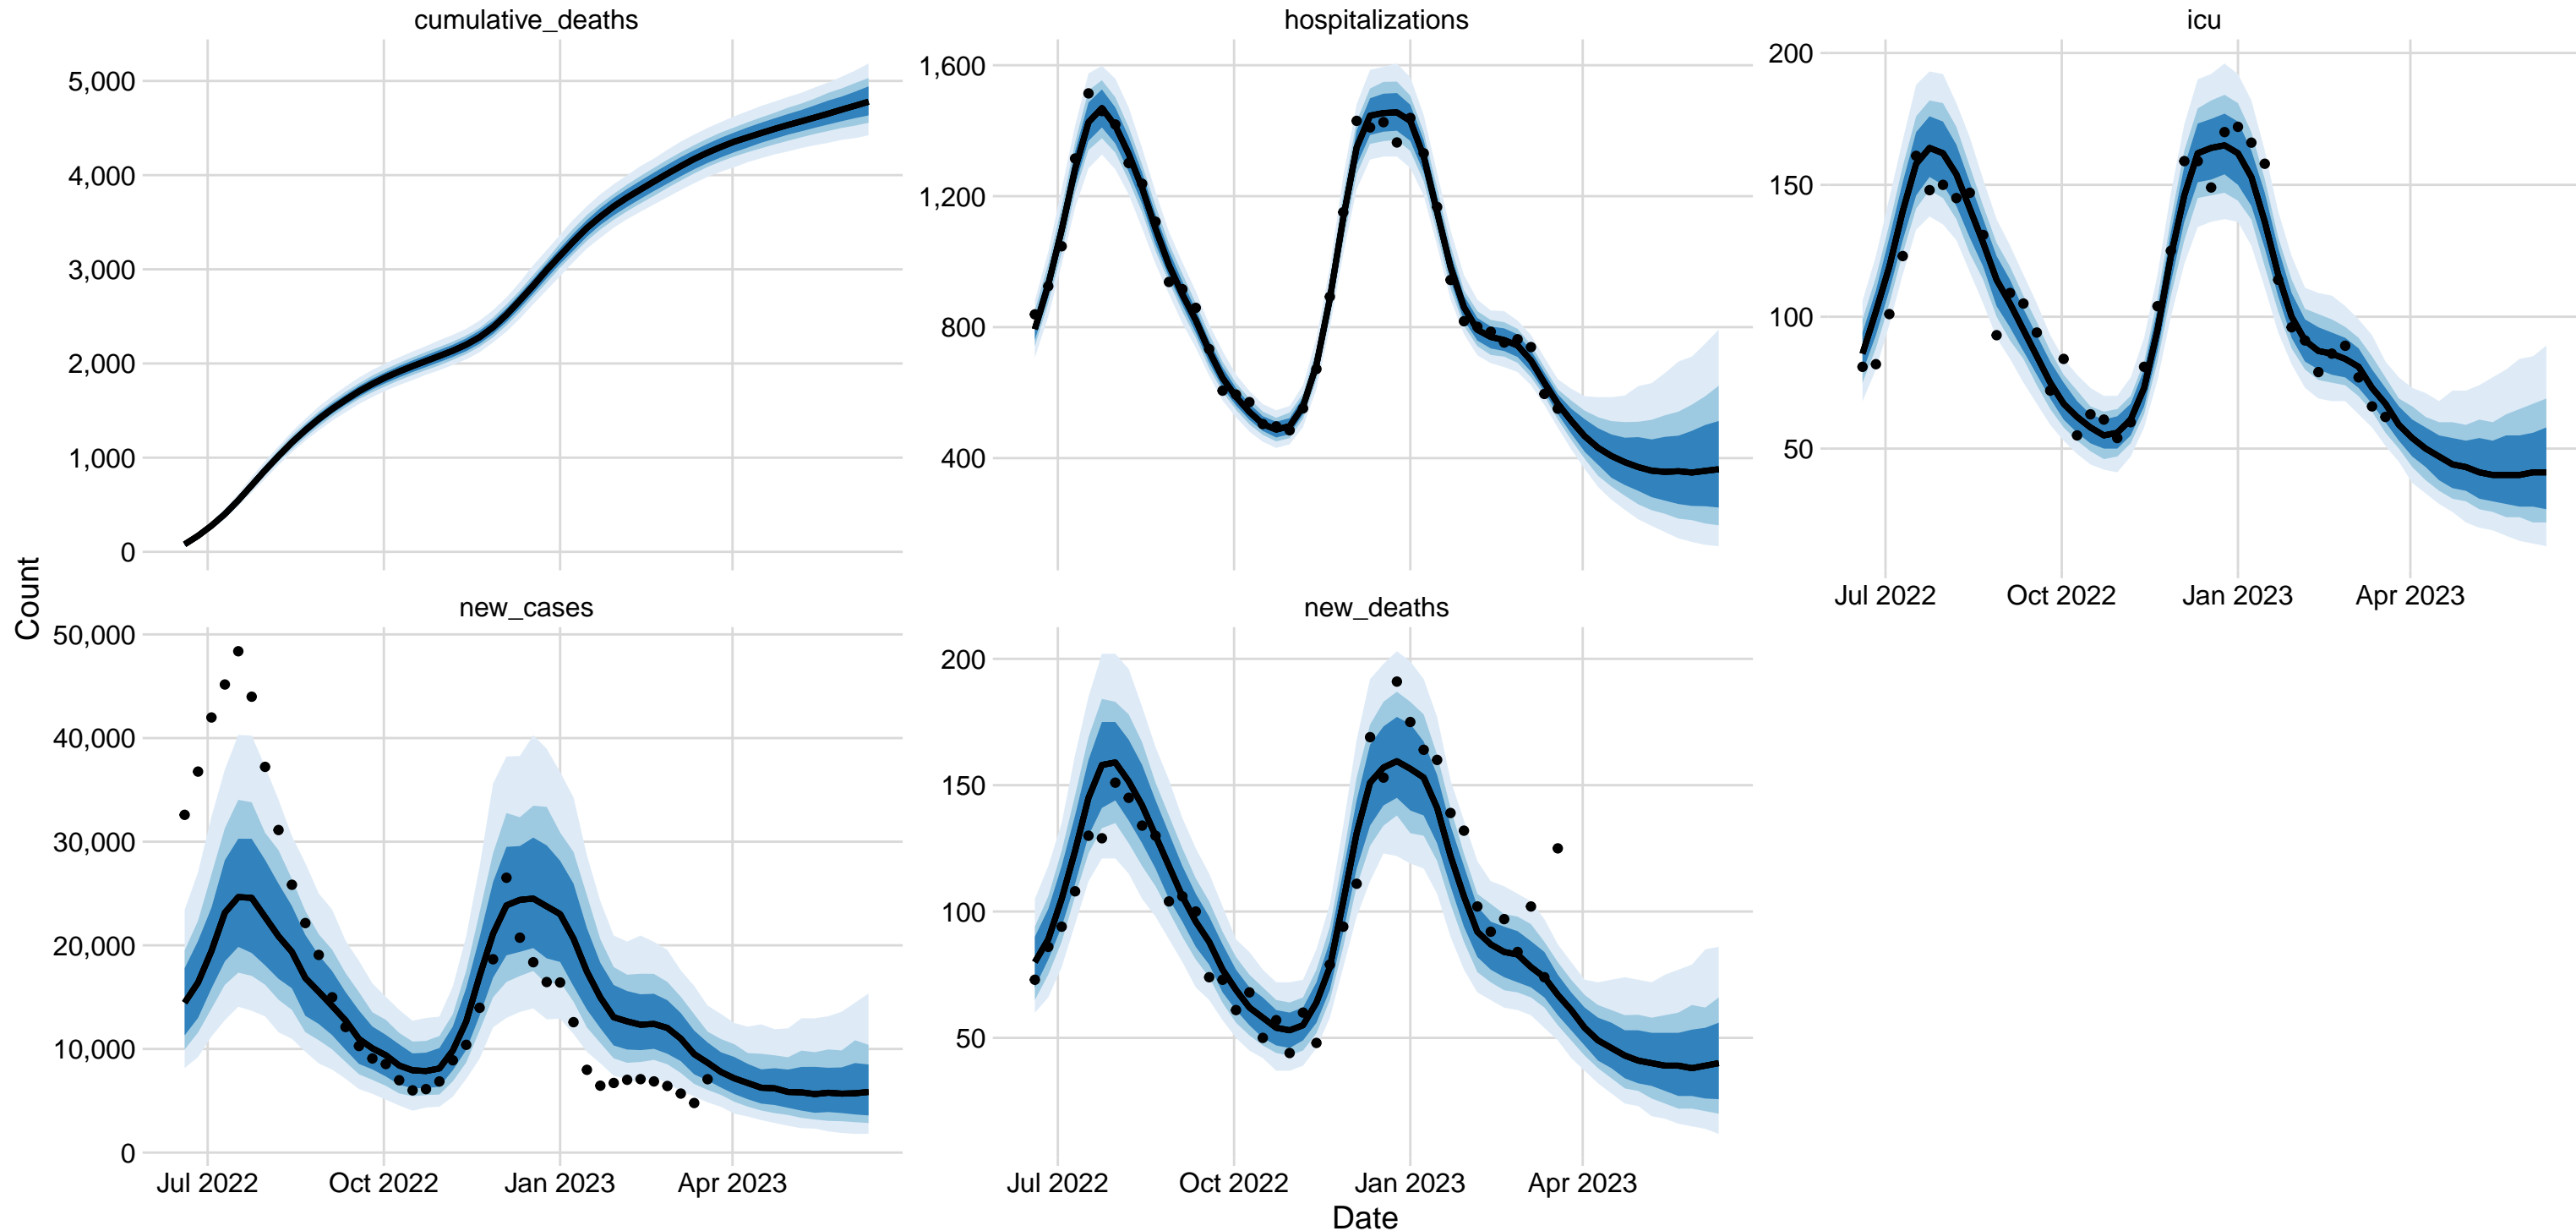 cumulative_deaths
5,000
4,000
3,000
2,000
1,000
0
hospitalizations
1,600
1,200
800
400
icu
200
150
100
50
Jul 2022 Oct 2022 Jan 2023 Apr 2023
Count
new_cases
50,000
40,000
30,000
20,000
10,000
0
Jul 2022 Oct 2022 Jan 2023 Apr 2023
new_deaths
200
150
100
50
Jul 2022 Oct 2022 Jan 2023 Apr 2023
Date